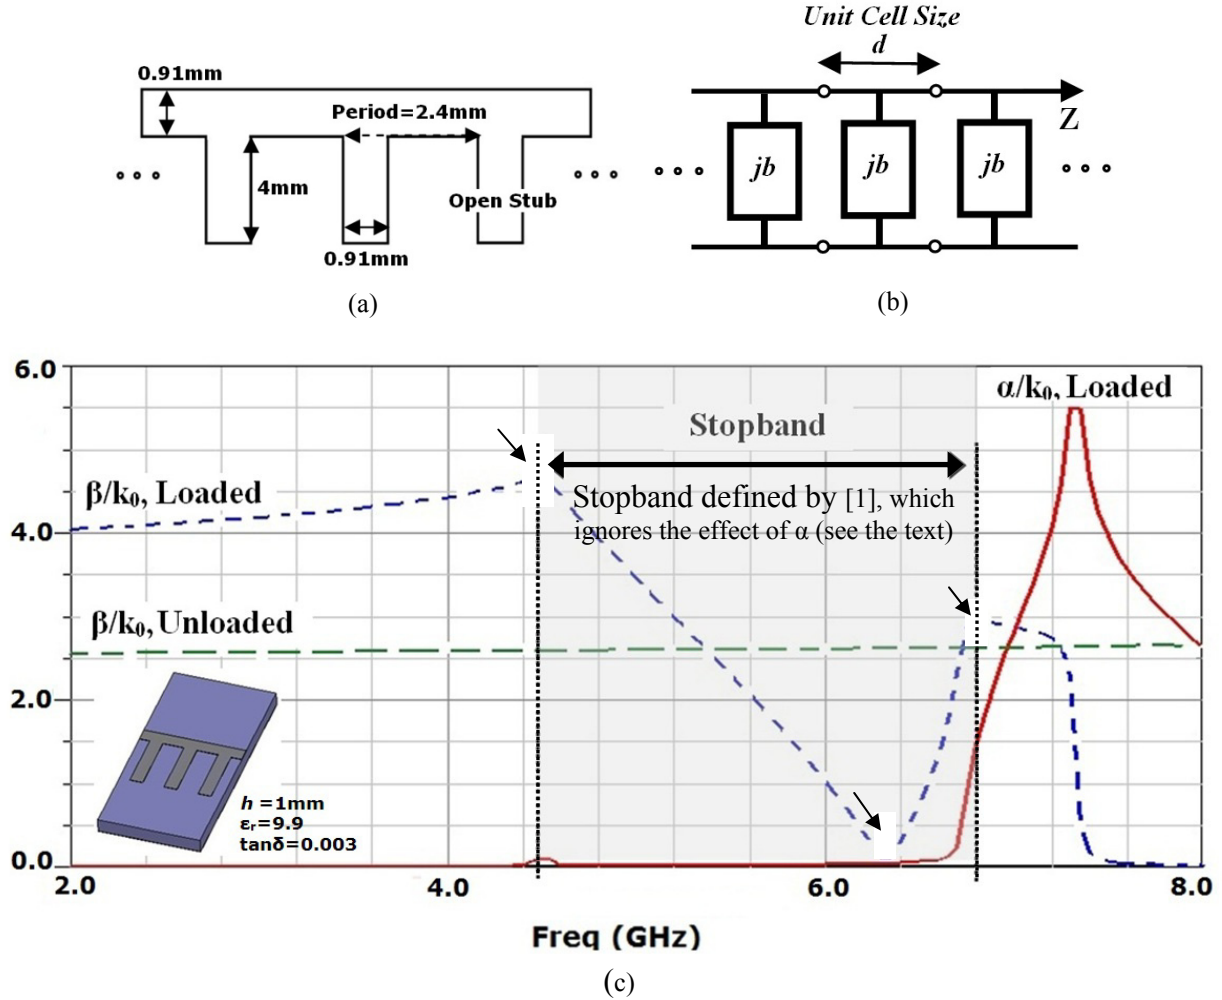 0.91mm
Period=2.4mm
4mm
Open Stub
0.91mm
(a)
Unit Cell Size
d
Z
jb
jb
jb
(b)
6.0
4.0
2.0
0.0
α/k₀, Loaded
Stopband
β/k₀, Loaded
Stopband defined by [1], which
ignores the effect of α (see the text)
β/k₀, Unloaded
h =1mm
εᵣ=9.9
tanδ=0.003
2.0
4.0
6.0
8.0
Freq (GHz)
(c)